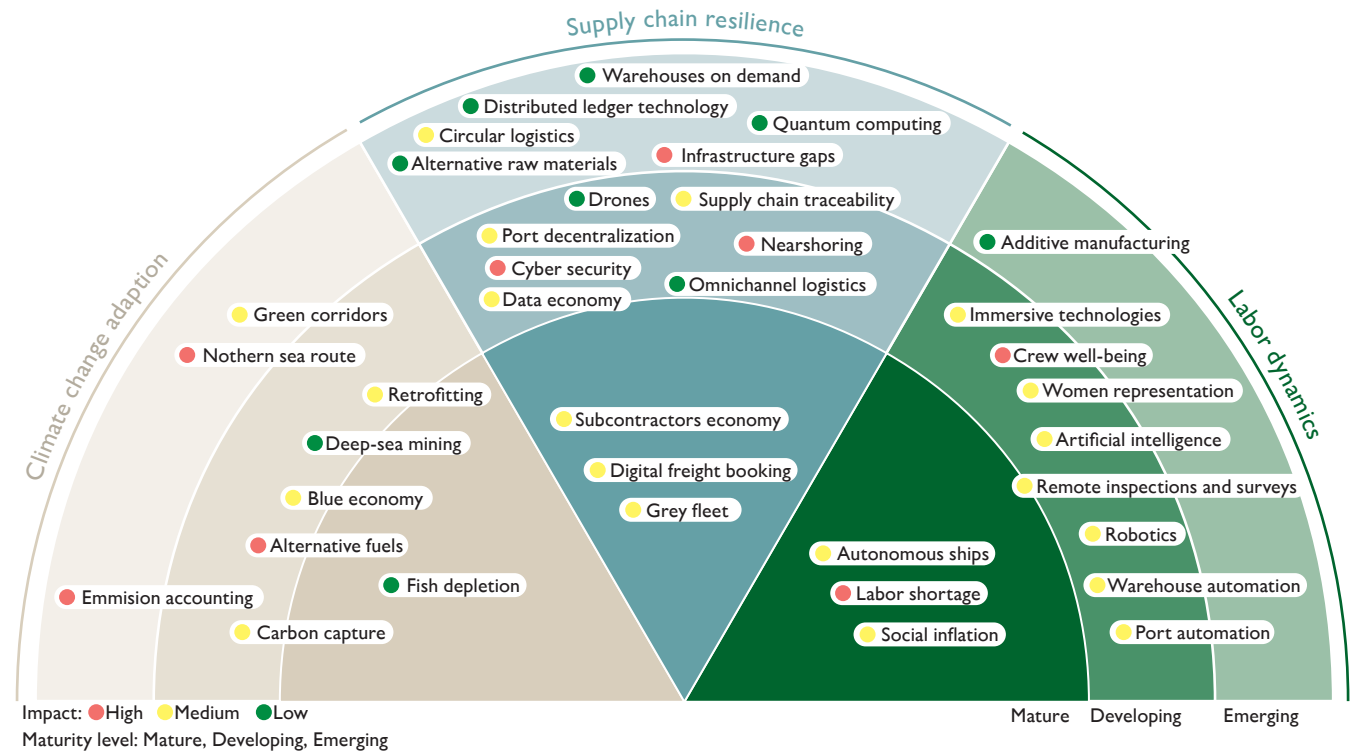 Supply chain resilience
Warehouses on demand
Distributed ledger technology
Quantum computing
Circular logistics
Infrastructure gaps
Alternative raw materials
Drones
Supply chain traceability
Port decentralization
Nearshoring
Cyber security
Omnichannel logistics
Data economy
Subcontractors economy
Digital freight booking
Grey fleet
Climate change adaption
Green corridors
Nothern sea route
Retrofitting
Deep-sea mining
Blue economy
Alternative fuels
Fish depletion
Emmision accounting
Carbon capture
Labor dynamics
Additive manufacturing
Immersive technologies
Crew well-being
Women representation
Artificial intelligence
Remote inspections and surveys
Robotics
Autonomous ships
Warehouse automation
Labor shortage
Port automation
Social inflation
Impact: High Medium Low
Mature Developing Emerging
Maturity level: Mature, Developing, Emerging